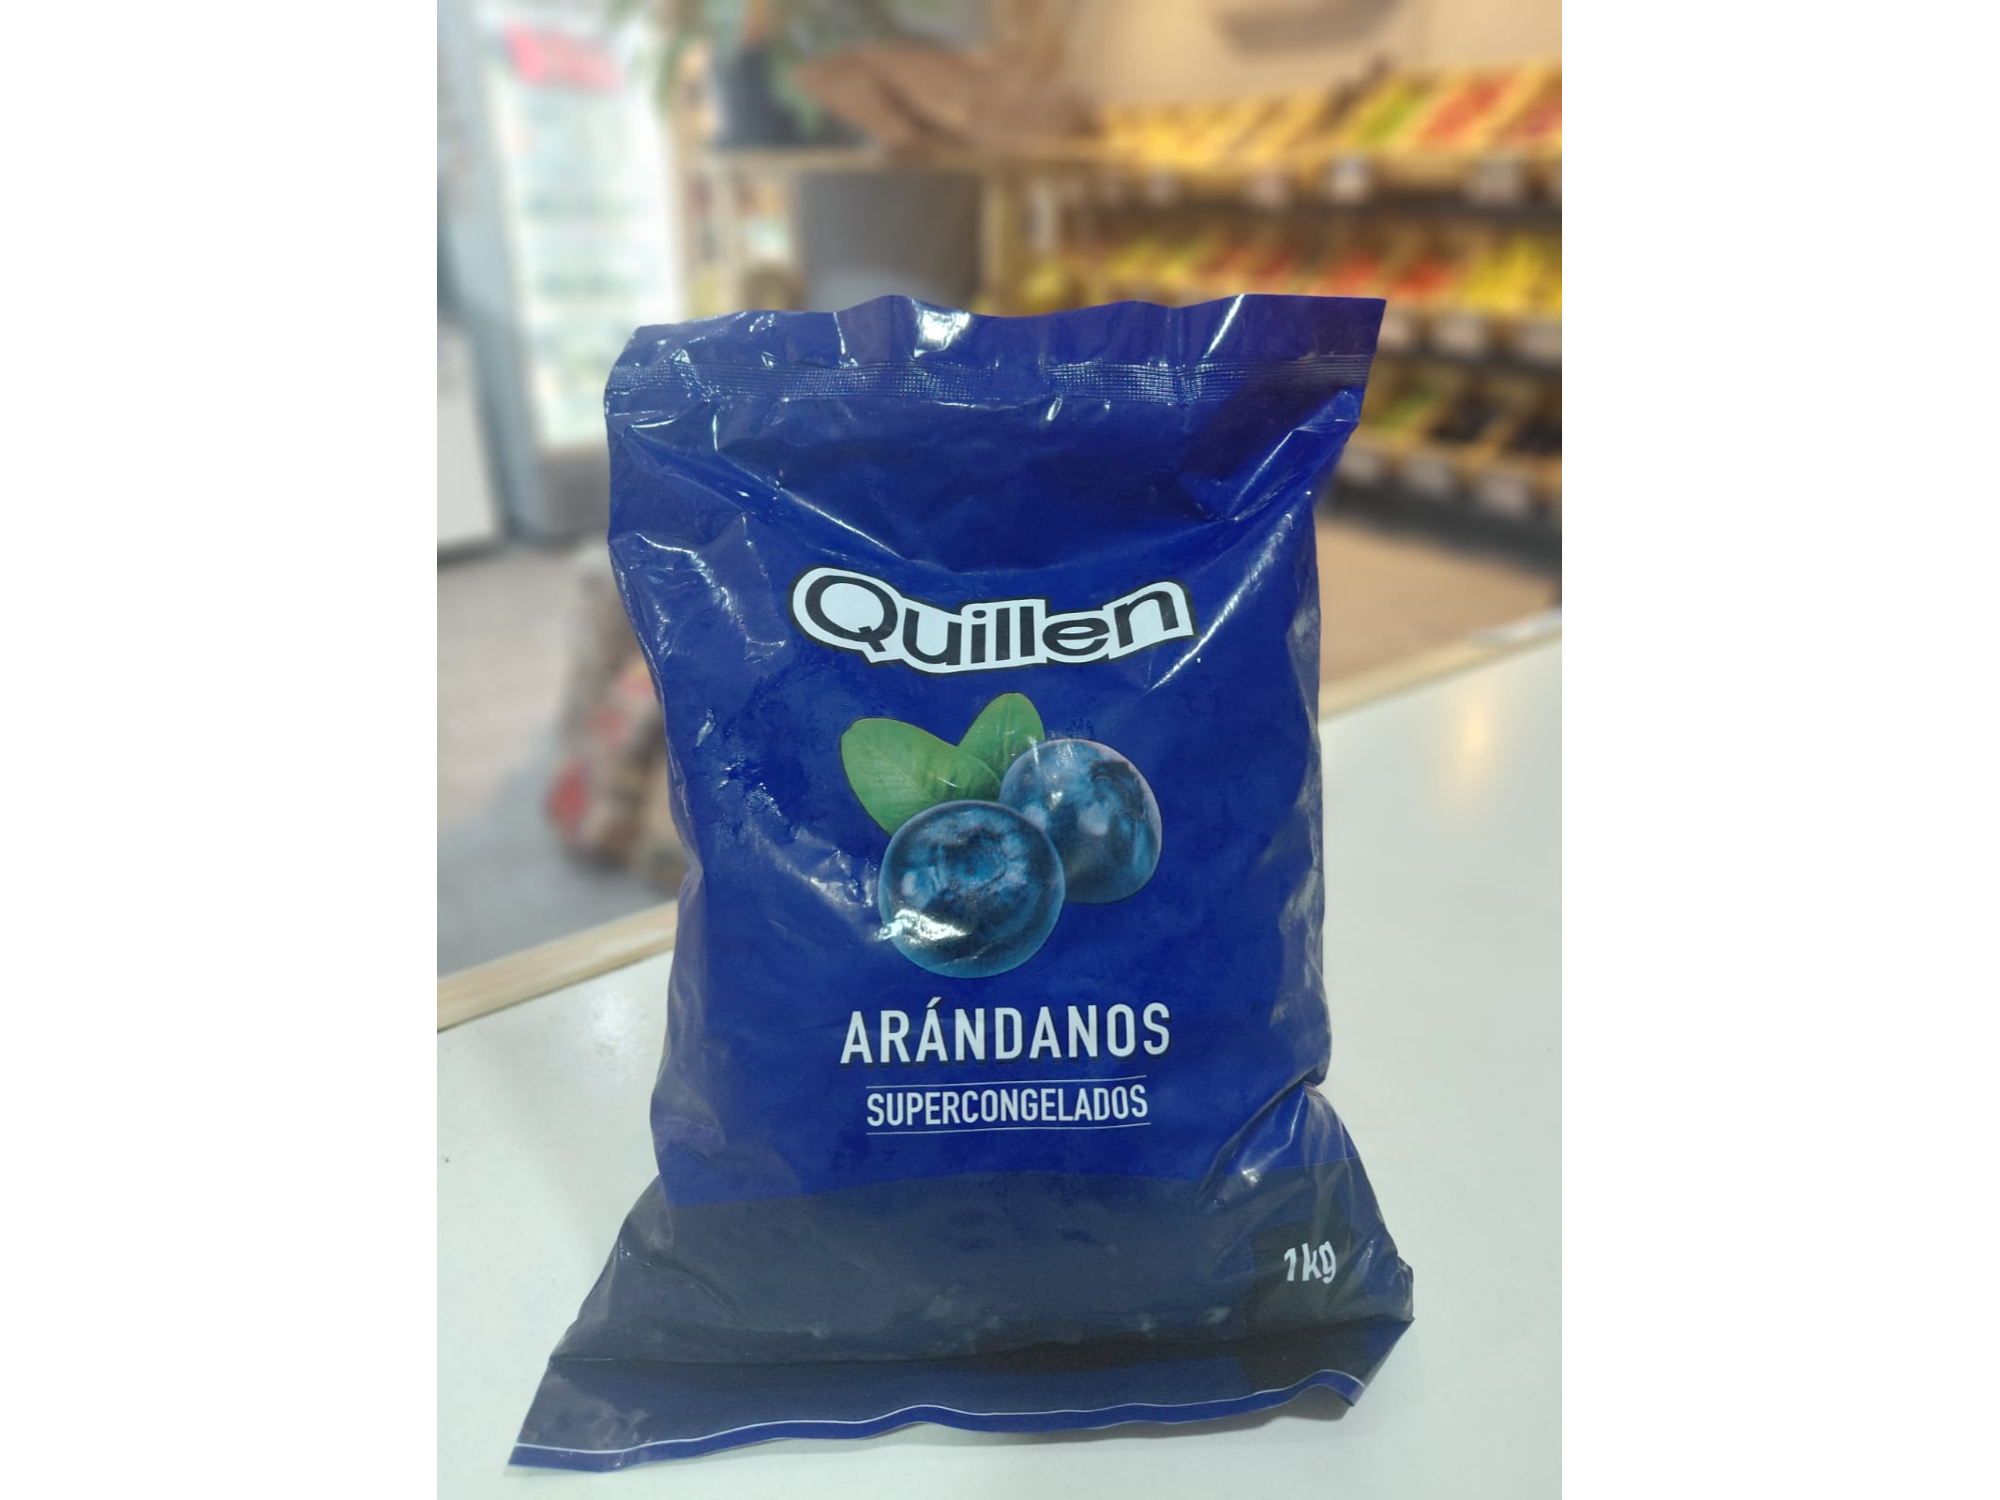 Quillen
ARÁNDANOS
SUPERCONGELADOS
1kg